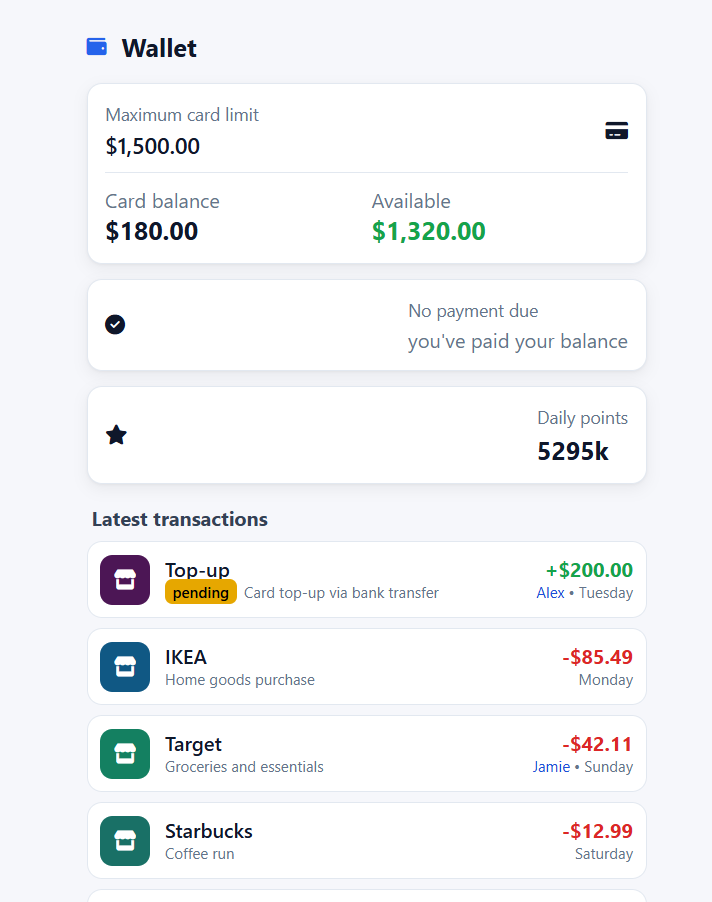 Wallet
Maximum card limit
$1,500.00
Card balance
$180.00
Available
$1,320.00
No payment due
you've paid your balance
Daily points
5295k
Latest transactions
Top-up
+$200.00
pending Card top-up via bank transfer
Alex • Tuesday
IKEA
-$85.49
Home goods purchase
Monday
Target
-$42.11
Groceries and essentials
Jamie • Sunday
Starbucks
-$12.99
Coffee run
Saturday